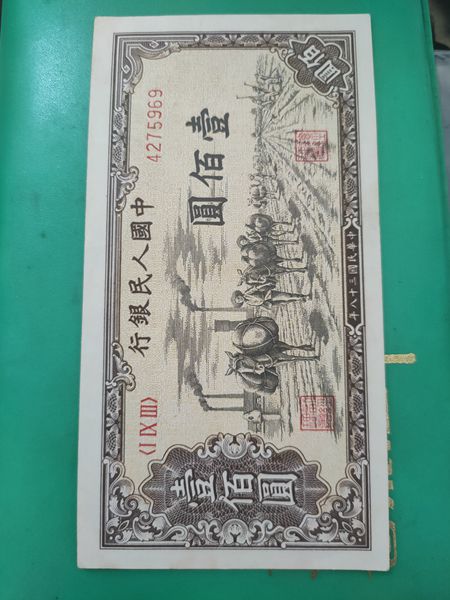 中國人民銀行
〈I IX III〉
4275969
壹佰圓
壹佰圓
佰圓
中華民國三十八年